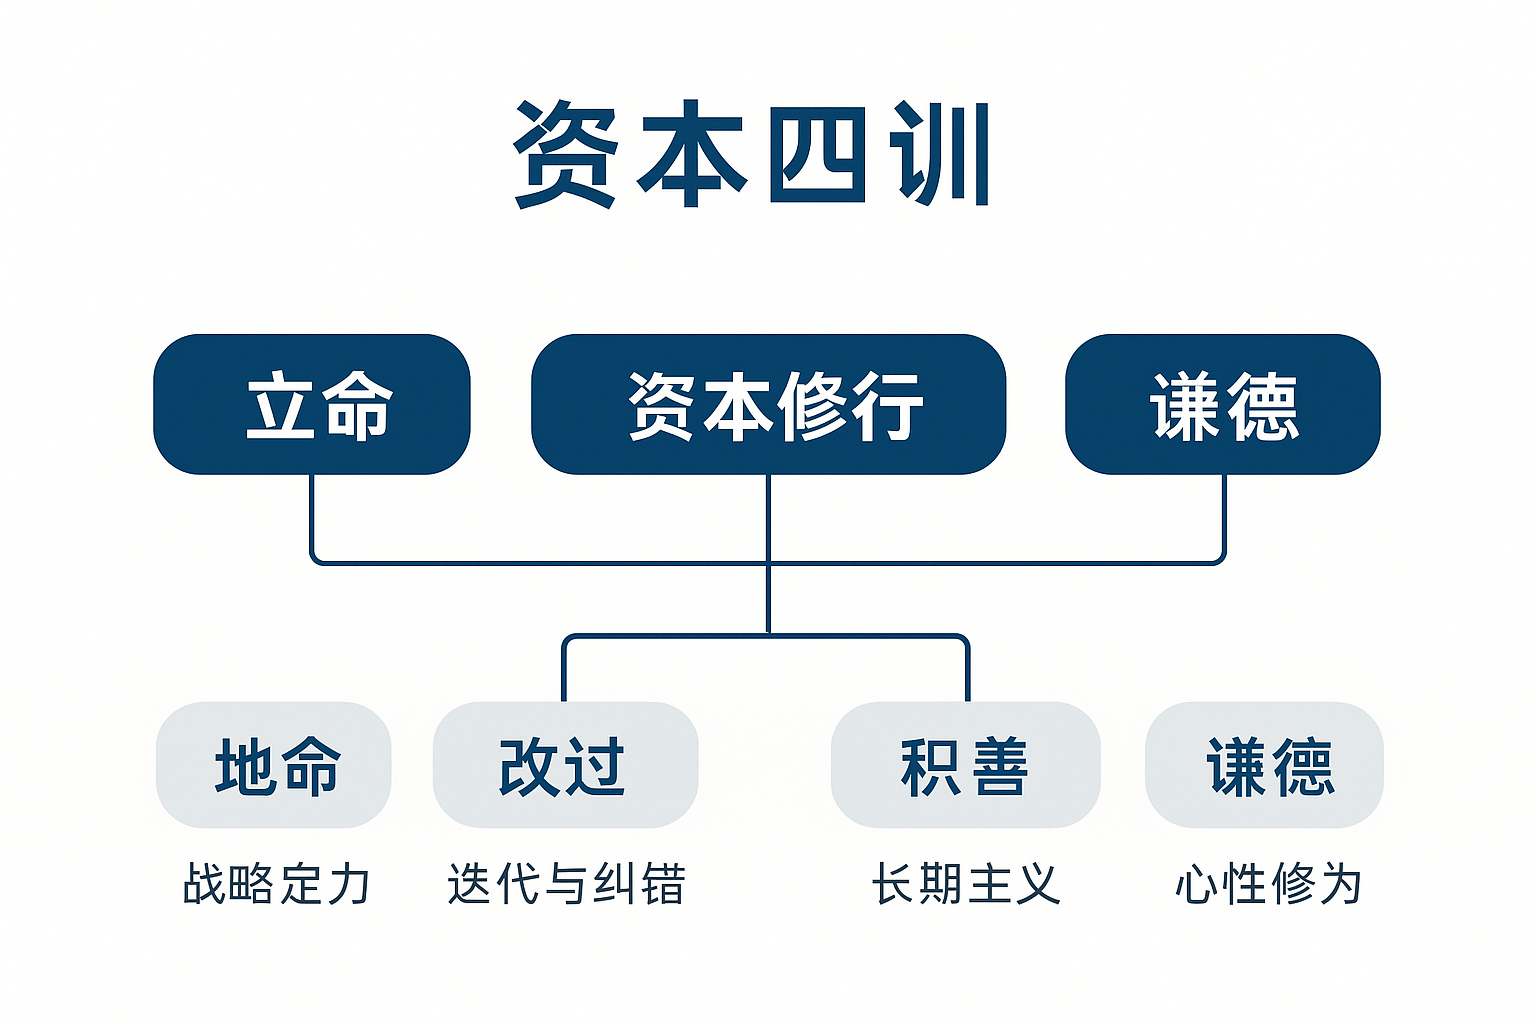 资本四训
立命
资本修行
谦德
地命
改过
积善
谦德
战略定力
迭代与纠错
长期主义
心性修为